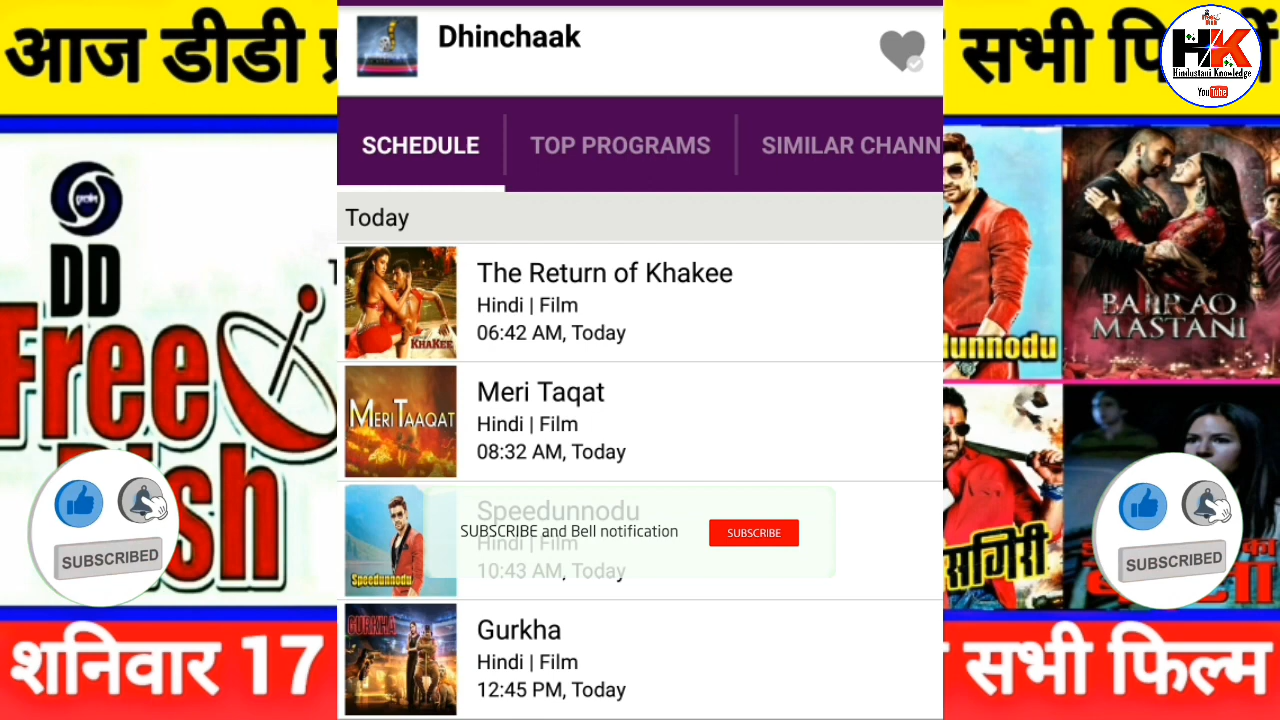 आज डीडी
Dhinchaak
सभी
HK
Hindustani Knowledge
YouTube
SCHEDULE
TOP PROGRAMS
SIMILAR CHANN
Today
DD
Free
Dish
The Return of Khakee
Hindi | Film
06:42 AM, Today
KHAKEE
BAJIRAO
MASTANI
Meri Taqat
Hindi | Film
08:32 AM, Today
MERITAAQAT
Speedunnodu
Hindi | Film
10:43 AM, Today
Speedunnodu
SUBSCRIBE and Bell notification
SUBSCRIBE
SUBSCRIBED
SUBSCRIBED
Gurkha
Hindi | Film
12:45 PM, Today
GURKHA
शनिवार 17
सभी फिल्म